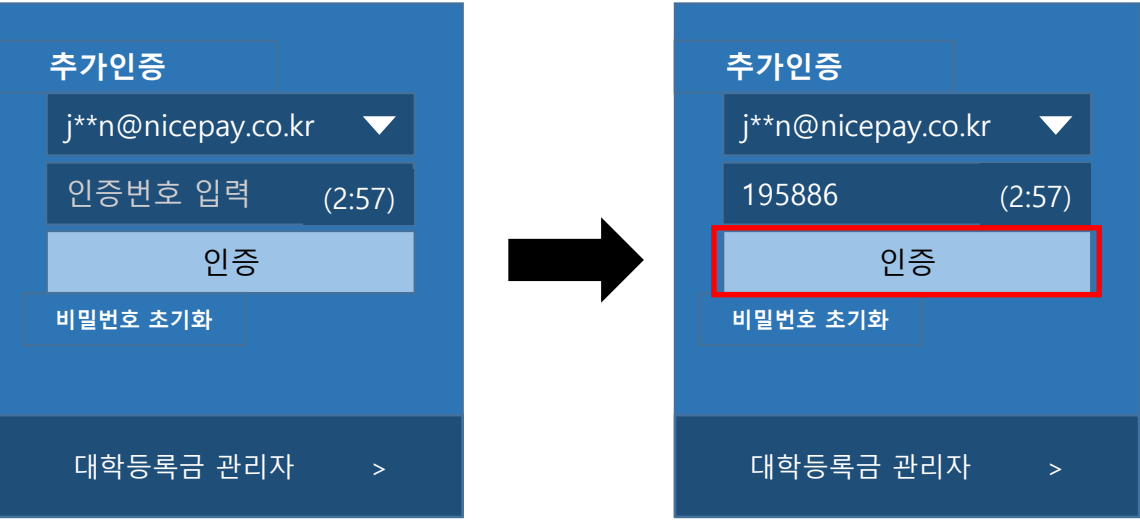 추가인증
j**n@nicepay.co.kr
인증번호 입력 (2:57)
인증
비밀번호 초기화
대학등록금 관리자 >
추가인증
j**n@nicepay.co.kr
195886 (2:57)
인증
비밀번호 초기화
대학등록금 관리자 >